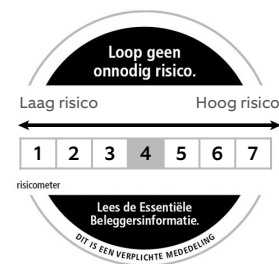 Loop geen
onnodig risico.
Laag risico Hoog risico
1 2 3 4 5 6 7
risicometer
Lees de Essentiële
Beleggersinformatie.
DIT IS EEN VERPLICHTE MEDEDELING